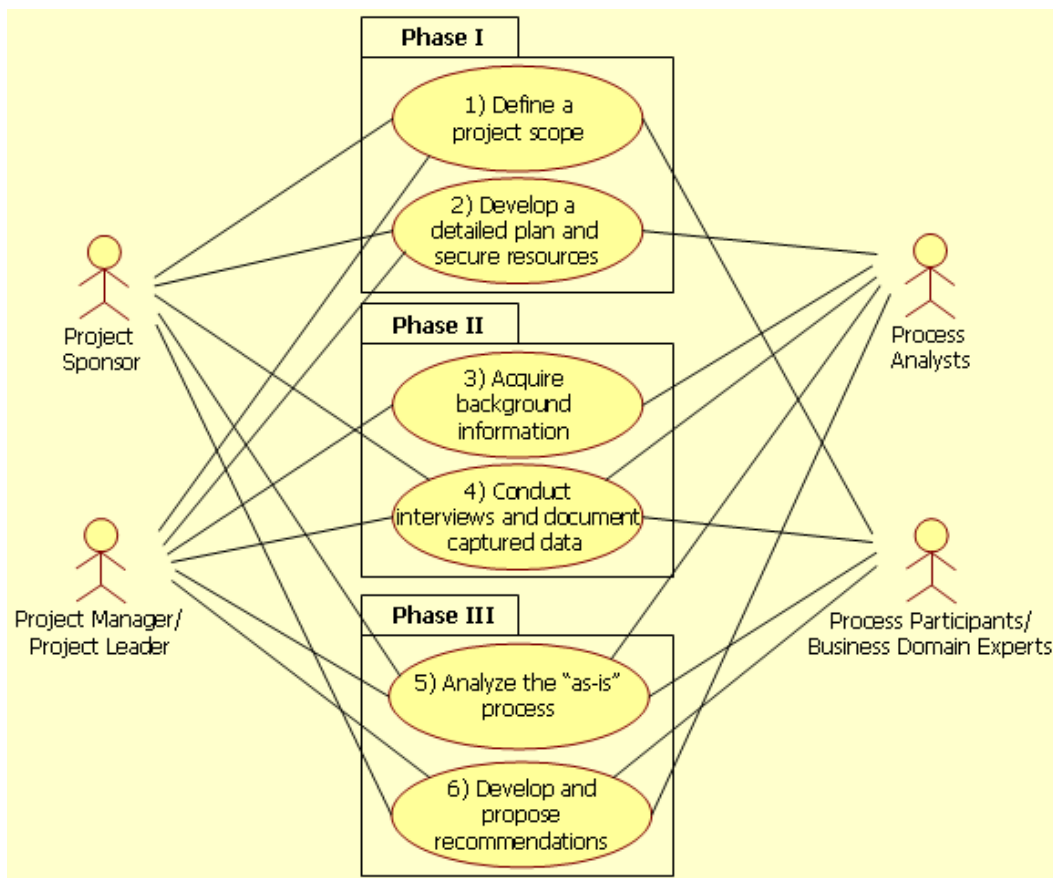 Phase I
1) Define a
project scope
2) Develop a
detailed plan and
secure resources
Project
Sponsor
Process
Analysts
Phase II
3) Acquire
background
information
4) Conduct
interviews and document
captured data
Project Manager/
Project Leader
Process Participants/
Business Domain Experts
Phase III
5) Analyze the “as-is”
process
6) Develop and
propose
recommendations